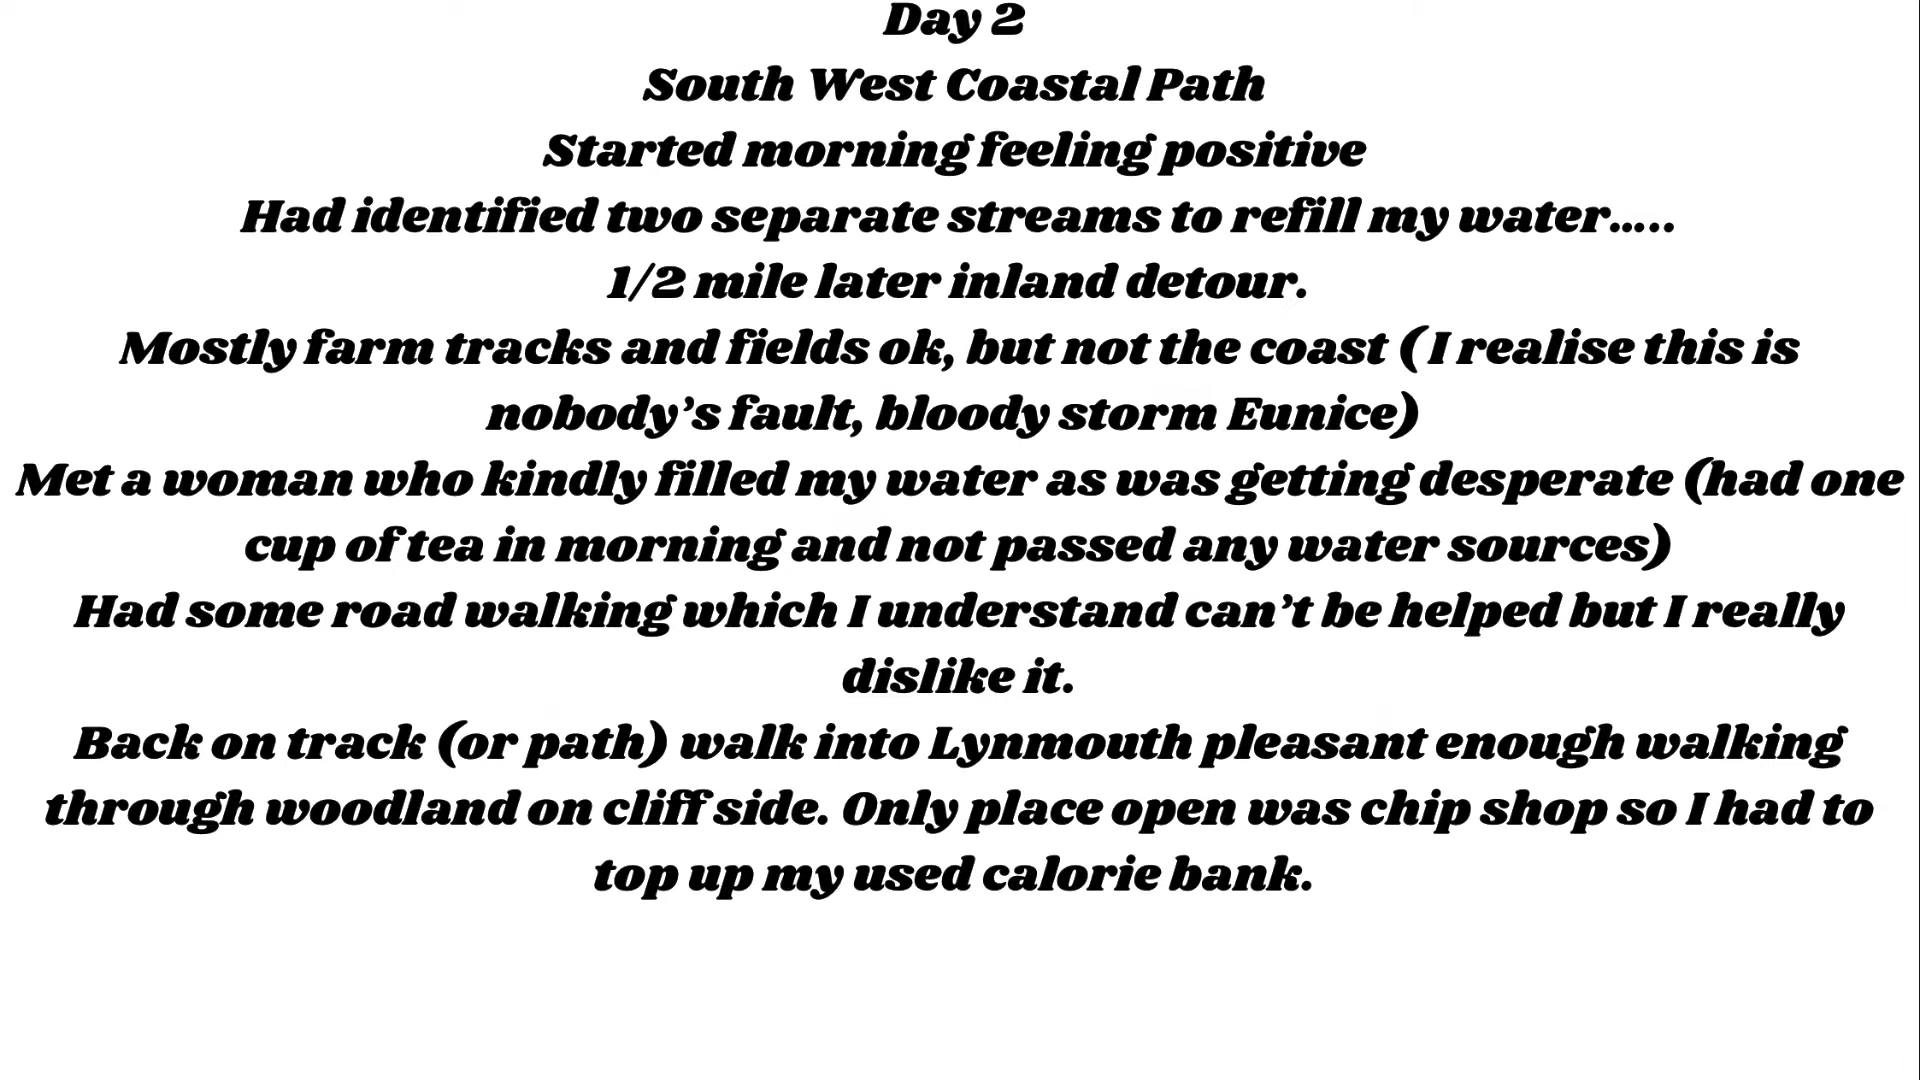 Day 2
South West Coastal Path
Started morning feeling positive
Had identified two separate streams to refill my water.....
1/2 mile later inland detour.
Mostly farm tracks and fields ok, but not the coast ( I realise this is
nobody’s fault, bloody storm Eunice)
Met a woman who kindly filled my water as was getting desperate (had one
cup of tea in morning and not passed any water sources)
Had some road walking which I understand can’t be helped but I really
dislike it.
Back on track (or path) walk into Lynmouth pleasant enough walking
through woodland on cliff side. Only place open was chip shop so I had to
top up my used calorie bank.